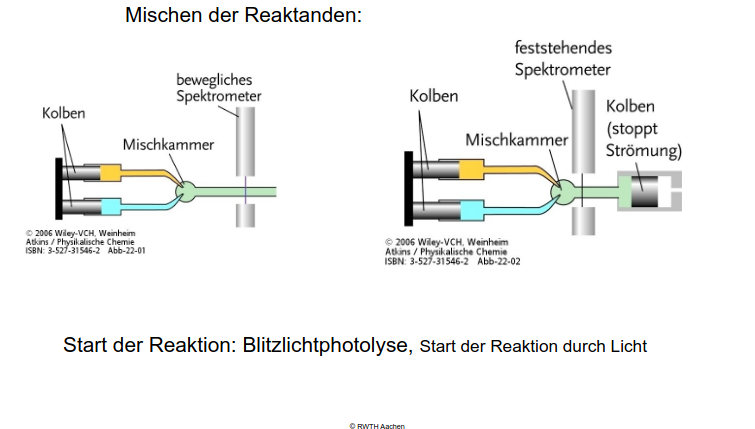 Mischen der Reaktanden:
bewegliches
Spektrometer
Kolben
Mischkammer
© 2006 Wiley-VCH, Weinheim
Atkins / Physikalische Chemie
ISBN: 3-527-31546-2 Abb-22-01
feststehendes
Spektrometer
Kolben
Kolben
(stoppt
Strömung)
Mischkammer
© 2006 Wiley-VCH, Weinheim
Atkins / Physikalische Chemie
ISBN: 3-527-31546-2 Abb-22-02
Start der Reaktion: Blitzlichtphotolyse, Start der Reaktion durch Licht
© RWTH Aachen